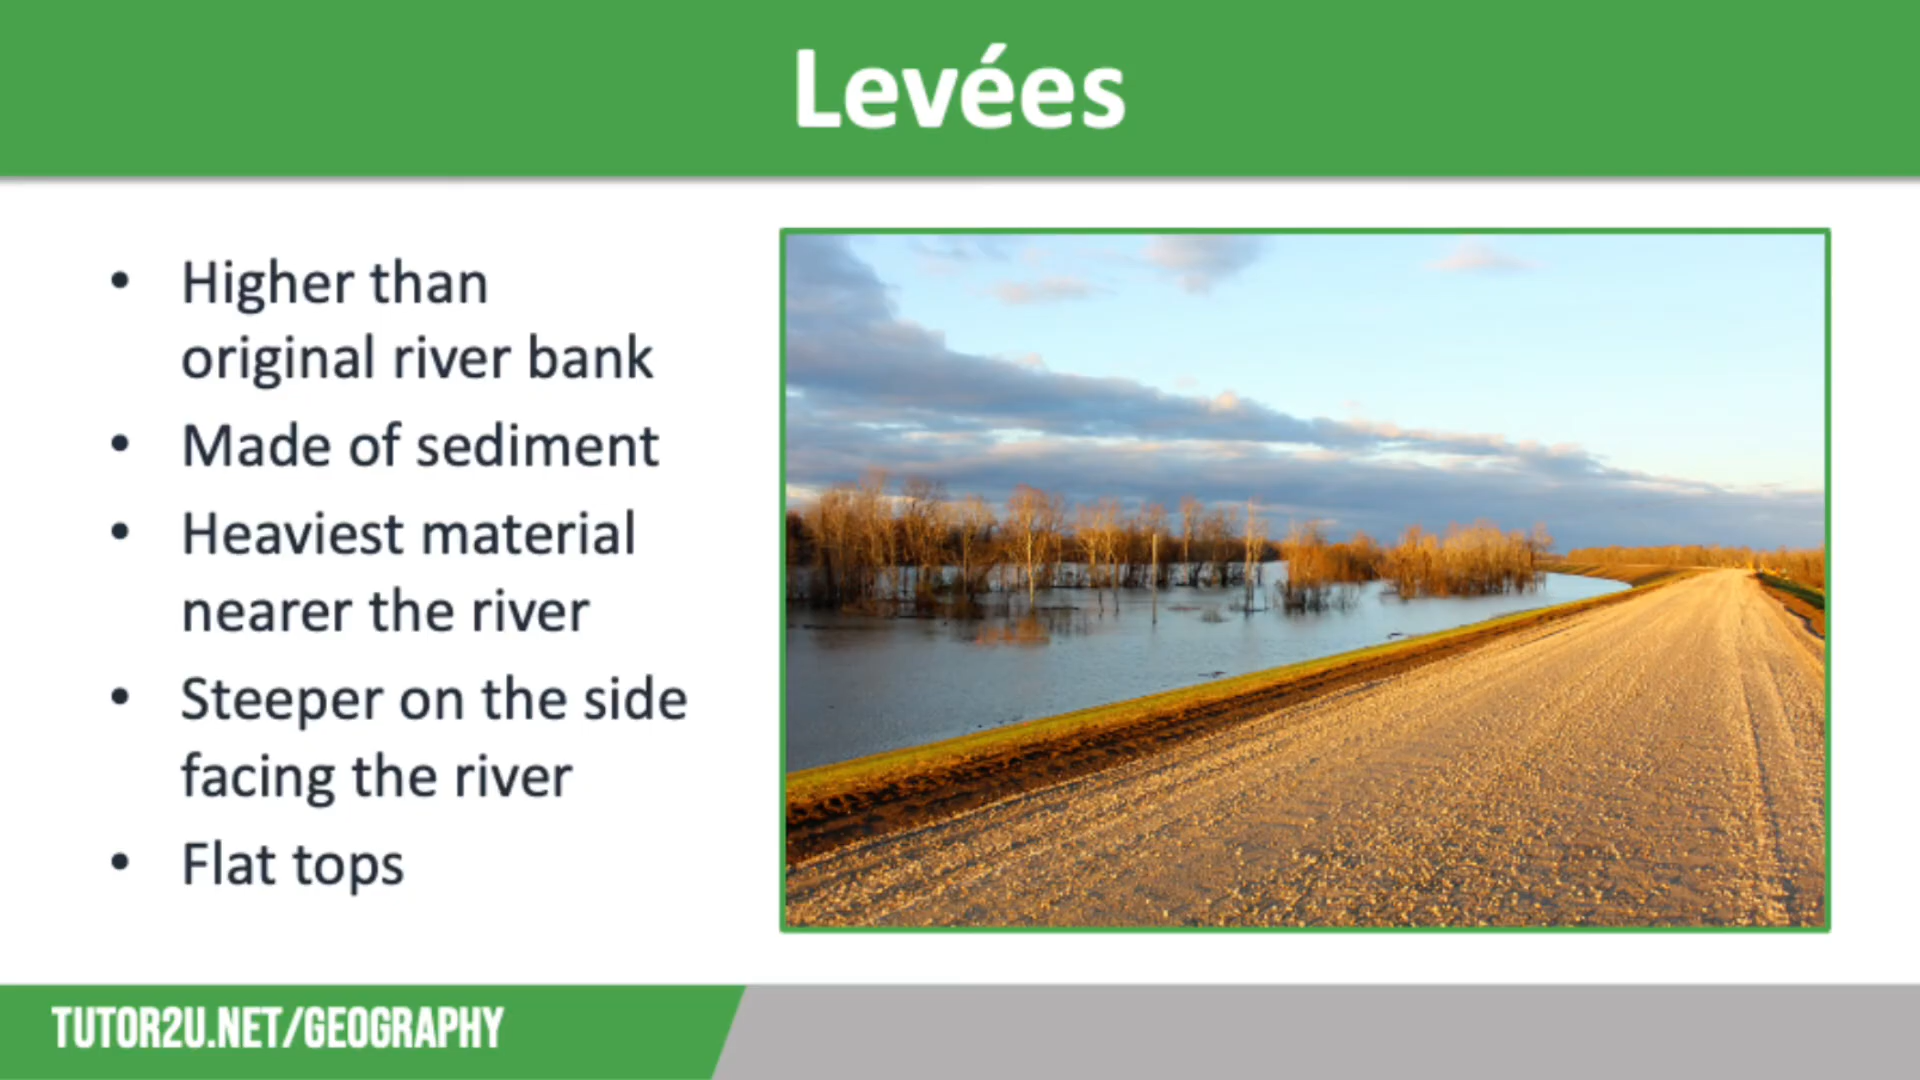 Levées
• Higher than
original river bank
• Made of sediment
• Heaviest material
nearer the river
• Steeper on the side
facing the river
• Flat tops
TUTOR2U.NET/GEOGRAPHY